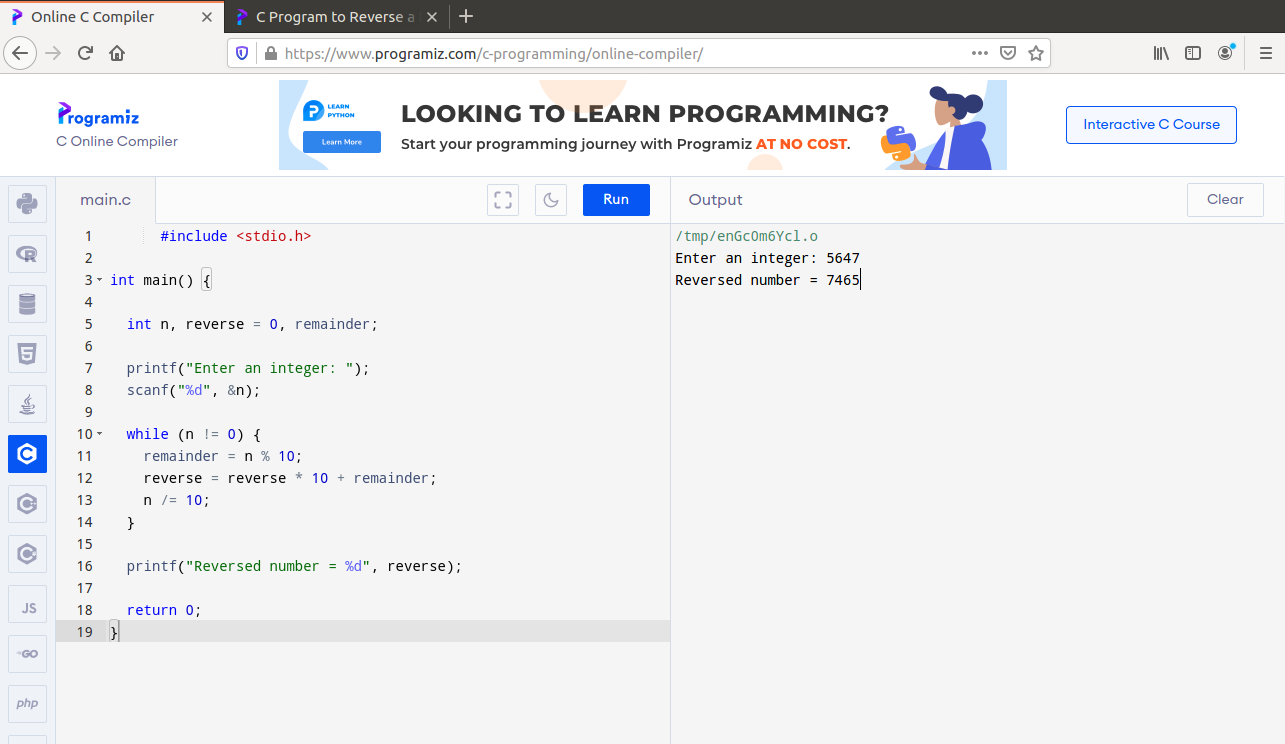 Online C Compiler
C Program to Reverse a
https://www.programiz.com/c-programming/online-compiler/
Programiz
C Online Compiler
LEARN
PYTHON
Learn More
LOOKING TO LEARN PROGRAMMING?
Start your programming journey with Programiz AT NO COST.
Interactive C Course
main.c
Run
Output
Clear
1 #include <stdio.h>
2
3 int main() {
4
5 int n, reverse = 0, remainder;
6
7 printf("Enter an integer: ");
8 scanf("%d", &n);
9
10 while (n != 0) {
11 remainder = n % 10;
12 reverse = reverse * 10 + remainder;
13 n /= 10;
14 }
15
16 printf("Reversed number = %d", reverse);
17
18 return 0;
19 }
/tmp/enGcOm6Ycl.o
Enter an integer: 5647
Reversed number = 7465
JS
GO
php